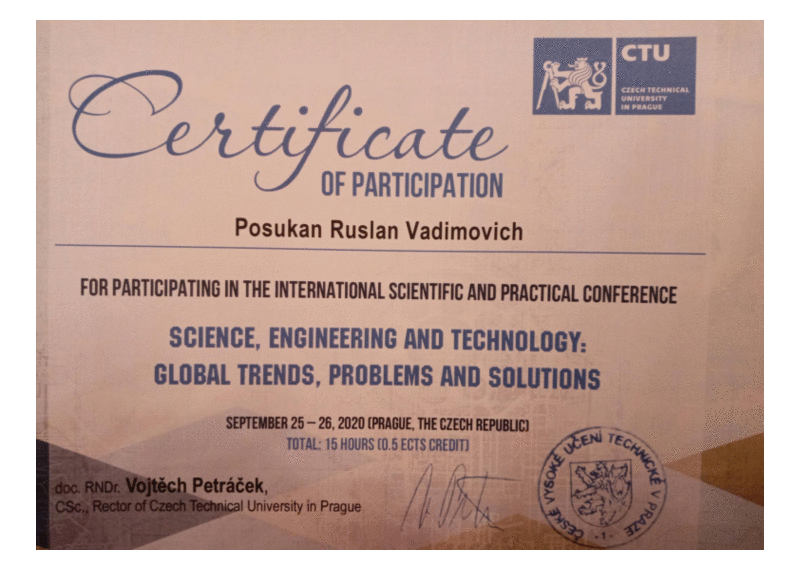 CTU
CZECH TECHNICAL
UNIVERSITY
IN PRAGUE
Certificate
OF PARTICIPATION
Posukan Ruslan Vadimovich
FOR PARTICIPATING IN THE INTERNATIONAL SCIENTIFIC AND PRACTICAL CONFERENCE
SCIENCE, ENGINEERING AND TECHNOLOGY:
GLOBAL TRENDS, PROBLEMS AND SOLUTIONS
SEPTEMBER 25 – 26, 2020 (PRAGUE, THE CZECH REPUBLIC)
TOTAL: 15 HOURS (0.5 ECTS CREDIT)
doc. RNDr. Vojtěch Petráček,
CSc., Rector of Czech Technical University in Prague
ČESKÉ VYSOKÉ UČENÍ TECHNICKÉ V PRAZE
- 1 -